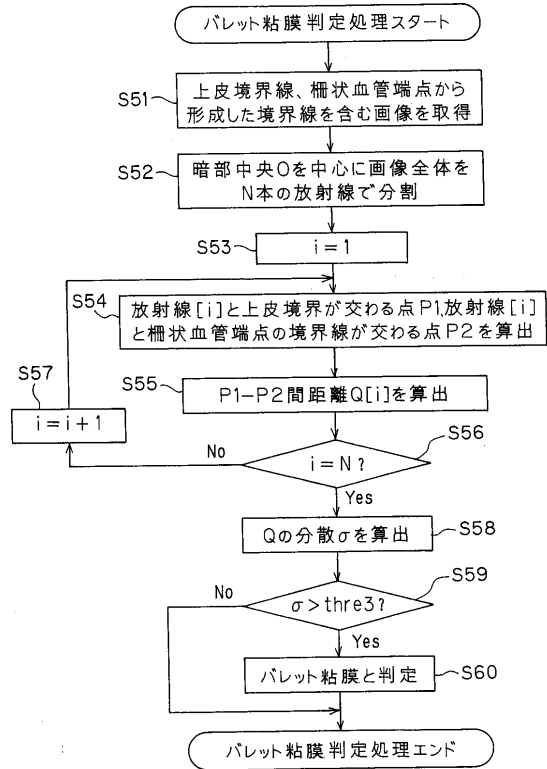 バレット粘膜判定処理スタート
S51
上皮境界線、柵状血管端点から
形成した境界線を含む画像を取得
S52
暗部中央Oを中心に画像全体を
N本の放射線で分割
S53
i=1
S54
放射線[i]と上皮境界が交わる点P1,放射線[i]
と柵状血管端点の境界線が交わる点P2を算出
S55
P1-P2間距離Q[i]を算出
S57
i=i+1
S56
i=N?
No
Yes
Qの分散σを算出
S58
S59
σ>thre3?
No
Yes
バレット粘膜と判定
S60
バレット粘膜判定処理エンド